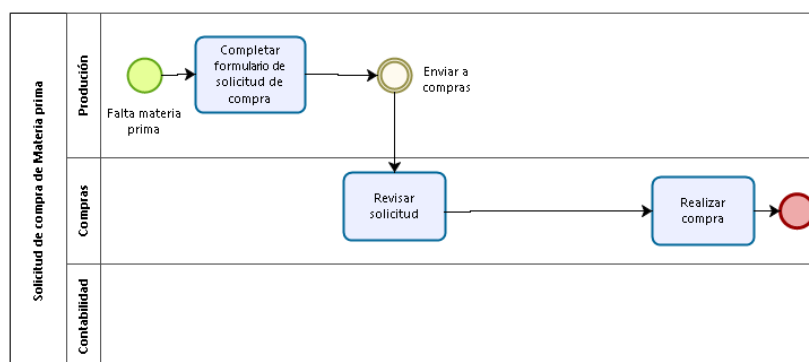 Solicitud de compra de Materia prima
Produción
Falta materia
prima
Completar
formulario de
solicitud de
compra
Enviar a
compras
Compras
Revisar
solicitud
Realizar
compra
Contabilidad